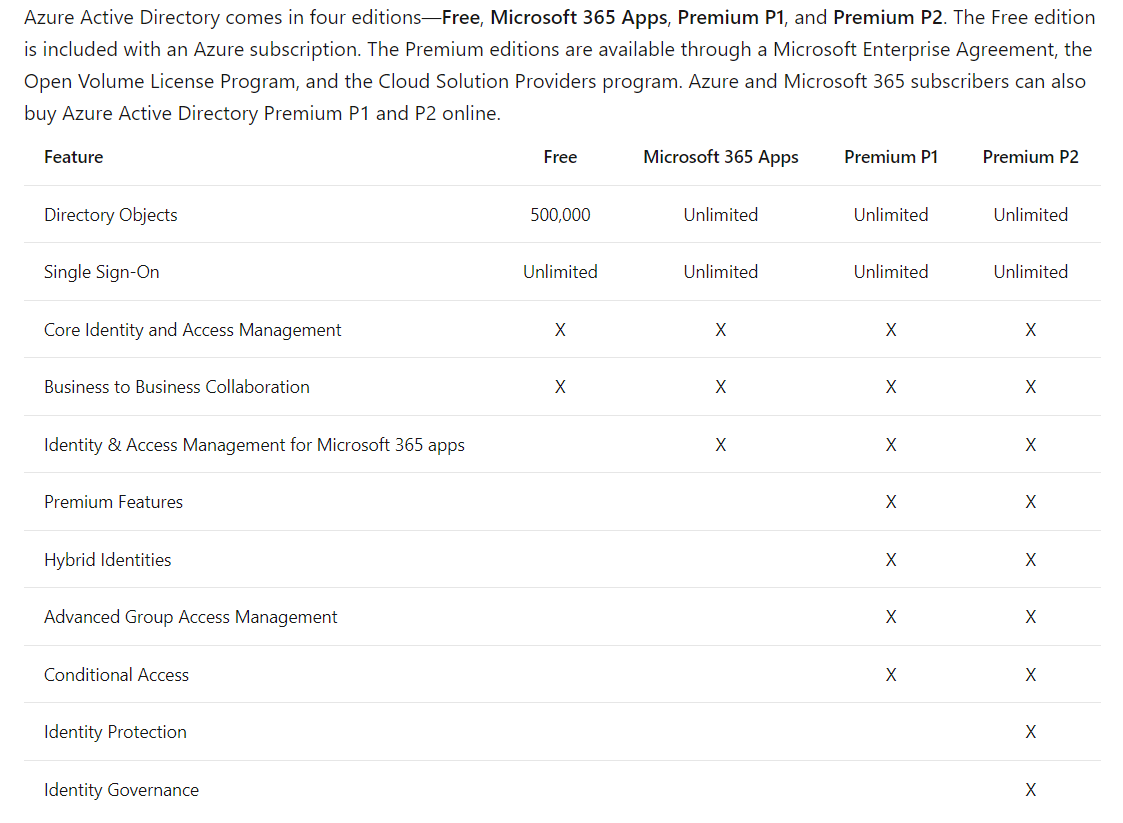 Azure Active Directory comes in four editions—Free, Microsoft 365 Apps, Premium P1, and Premium P2. The Free edition
is included with an Azure subscription. The Premium editions are available through a Microsoft Enterprise Agreement, the
Open Volume License Program, and the Cloud Solution Providers program. Azure and Microsoft 365 subscribers can also
buy Azure Active Directory Premium P1 and P2 online.
Feature Free Microsoft 365 Apps Premium P1 Premium P2
Directory Objects 500,000 Unlimited Unlimited Unlimited
Single Sign-On Unlimited Unlimited Unlimited Unlimited
Core Identity and Access Management X X X X
Business to Business Collaboration X X X X
Identity & Access Management for Microsoft 365 apps X X X
Premium Features X X
Hybrid Identities X X
Advanced Group Access Management X X
Conditional Access X X
Identity Protection X
Identity Governance X